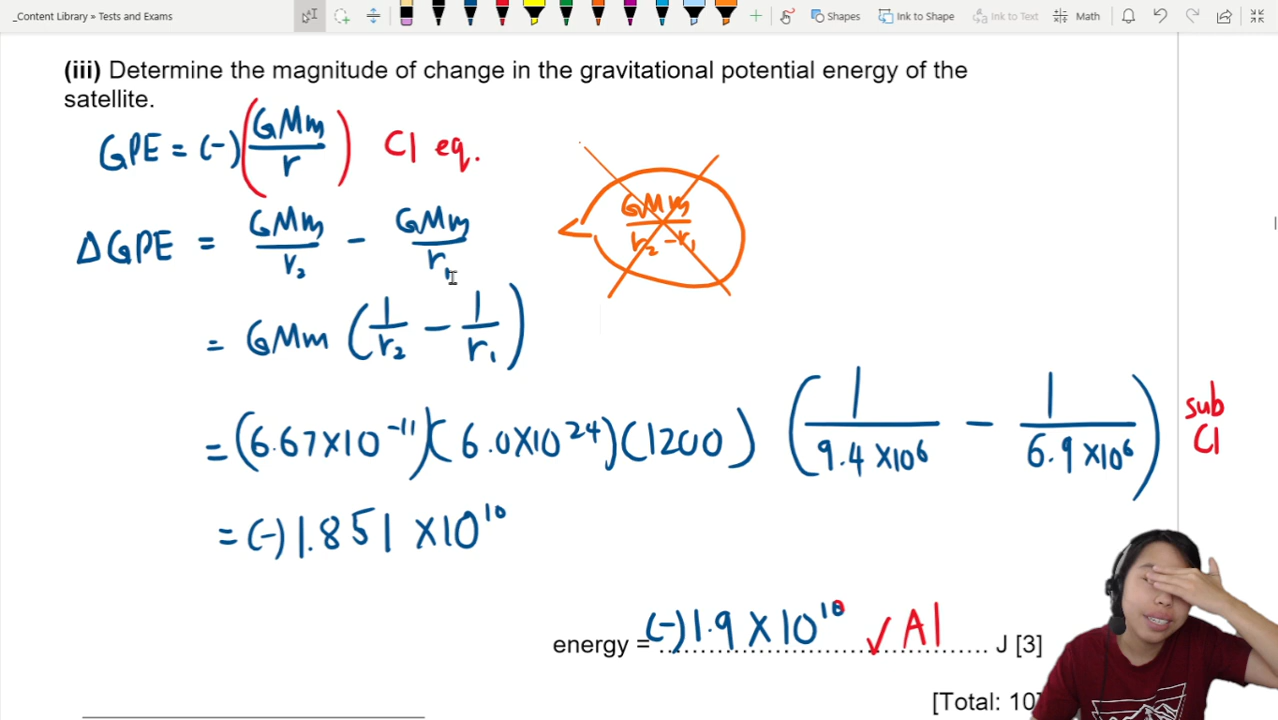 _Content Library » Tests and Exams
Shapes
Ink to Shape
Ink to Text
Math
(iii) Determine the magnitude of change in the gravitational potential energy of the
satellite.
GPE = (-)(GMm/r) C1 eq.
ΔGPE = GMm/r₂ - GMm/r₁
GMm/r₂ - r₁
= GMm (1/r₂ - 1/r₁)
= (6.67×10⁻¹¹)(6.0×10²⁴)(1200) (1/9.4×10⁶ - 1/6.9×10⁶) sub C1
= (-)1.851 ×10¹⁰
energy = (-)1.9 × 10¹⁰ ✓ A1 J [3]
[Total: 10